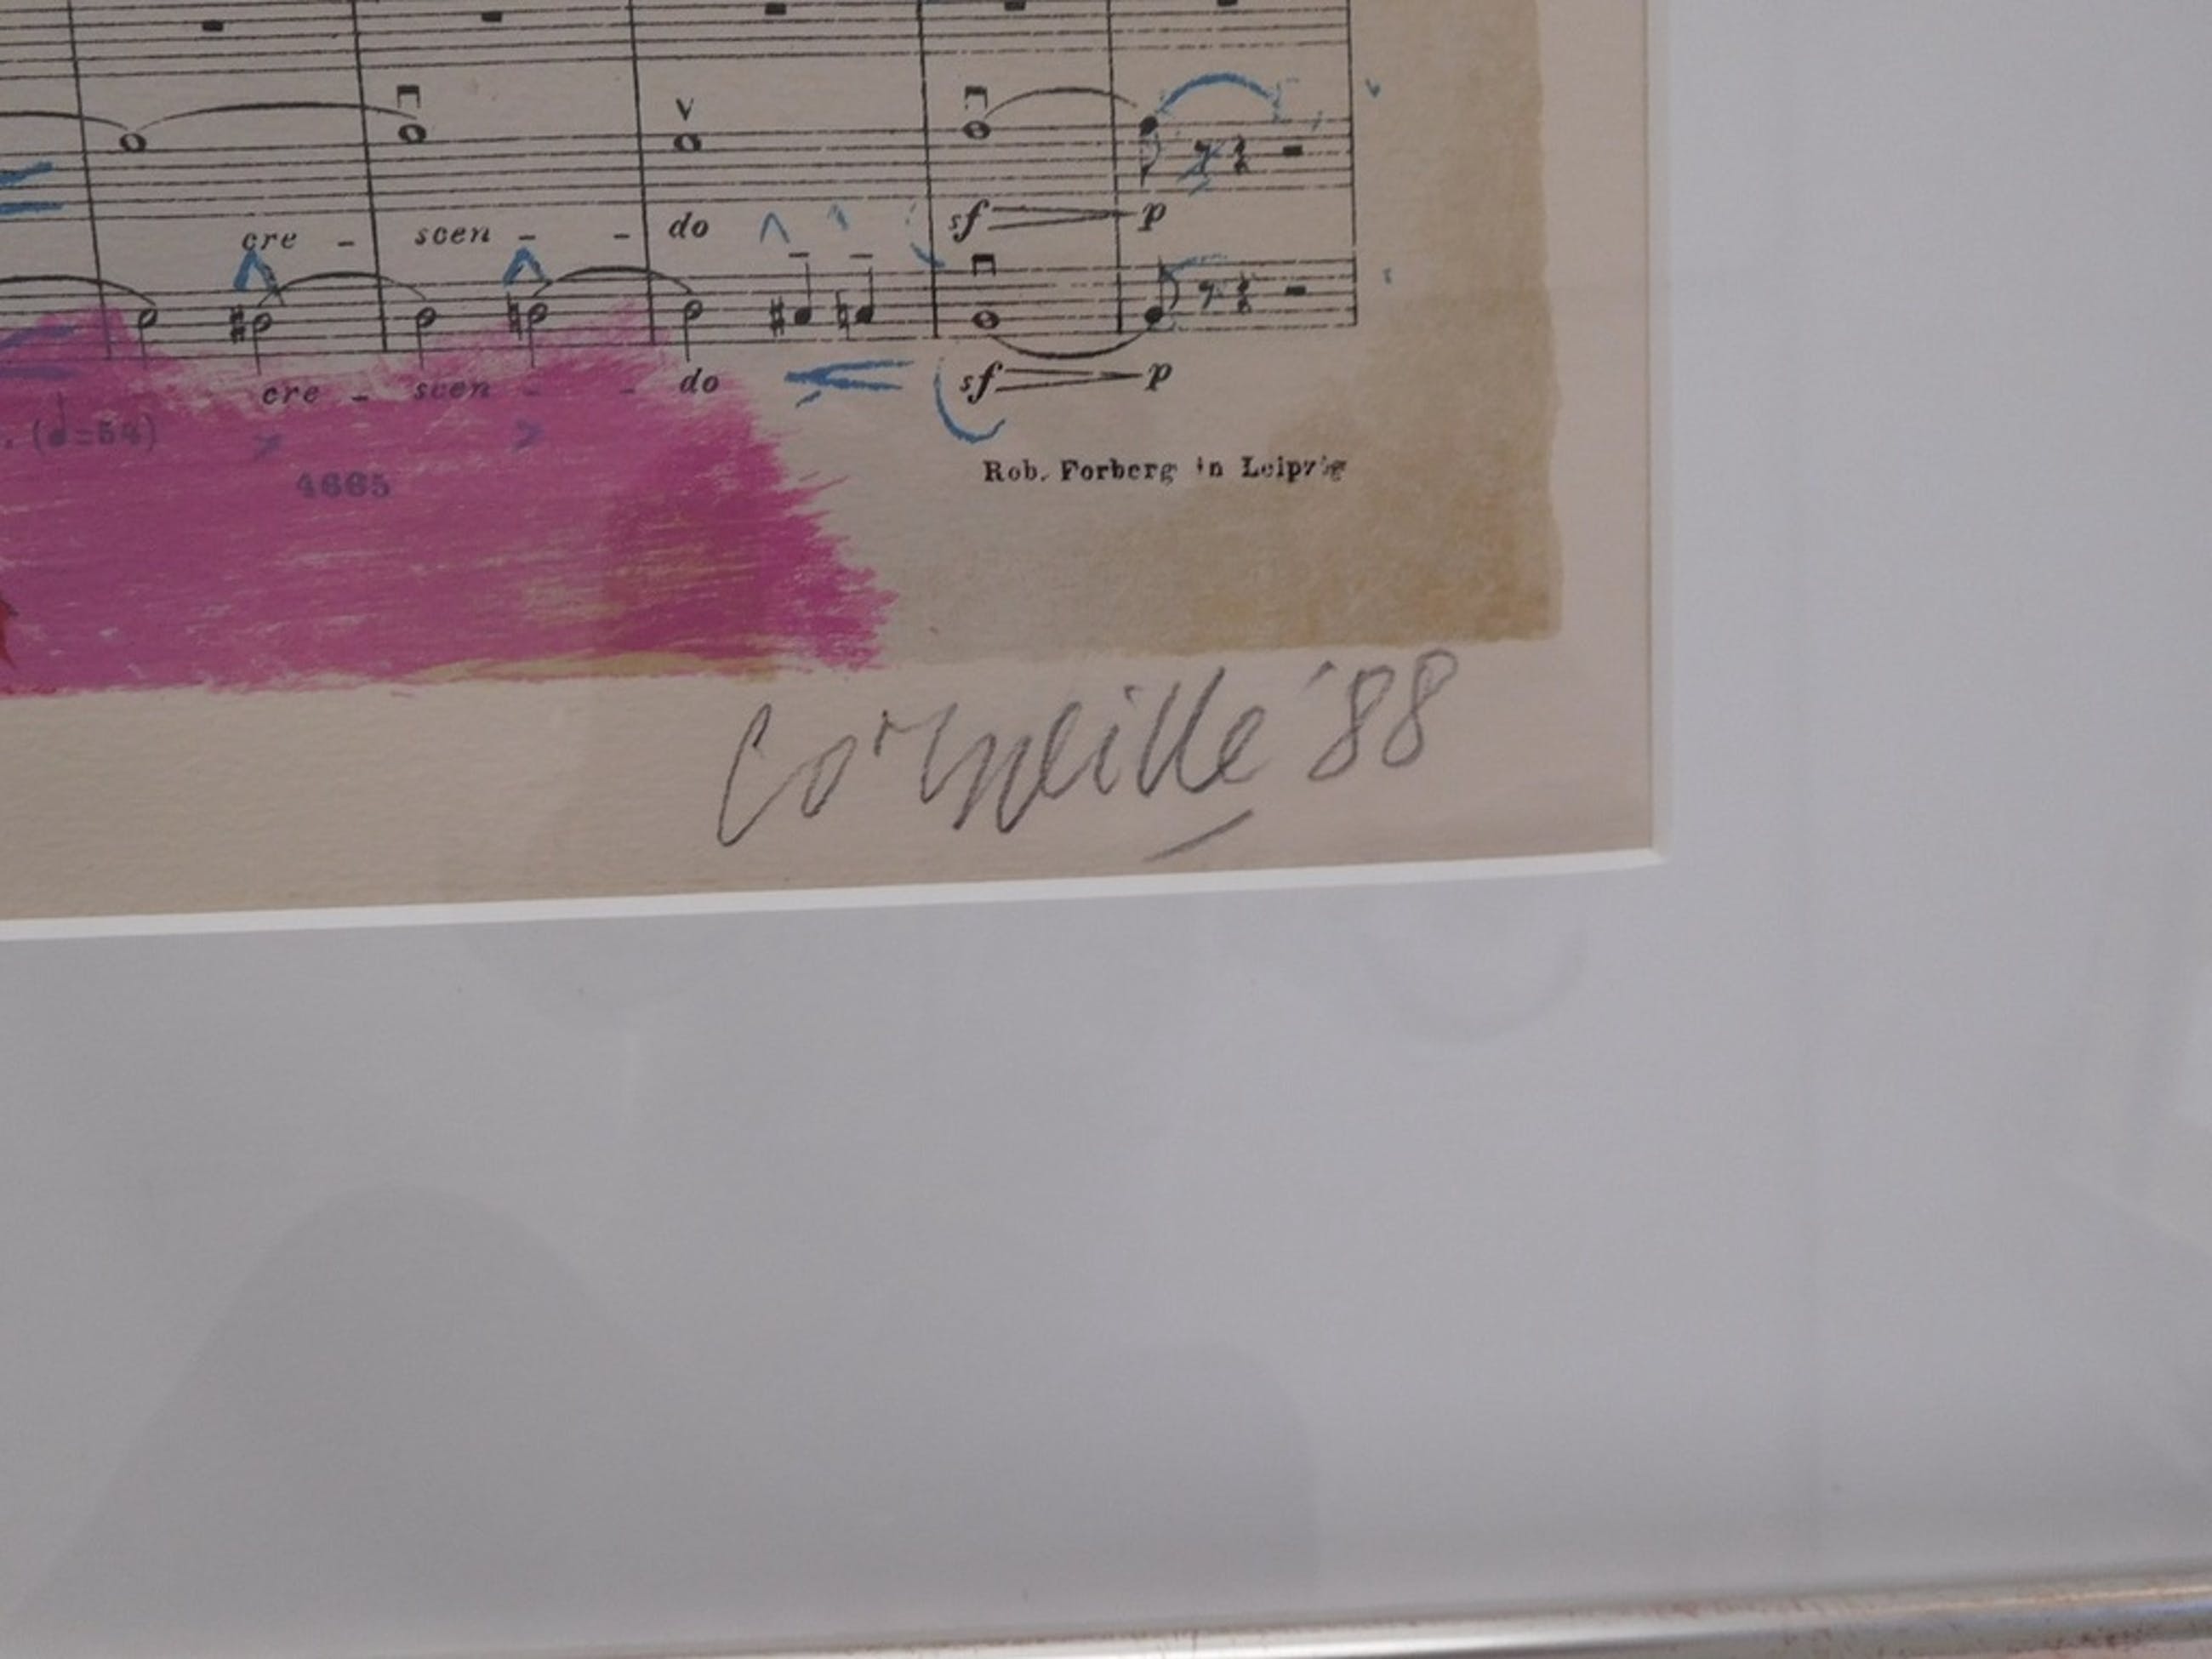 cre - scen - - do
sf p
cre - scen - - do
sf p
. (𝅗𝅥=54)
4665
Rob. Forberg in Leipzig
Corneille '88